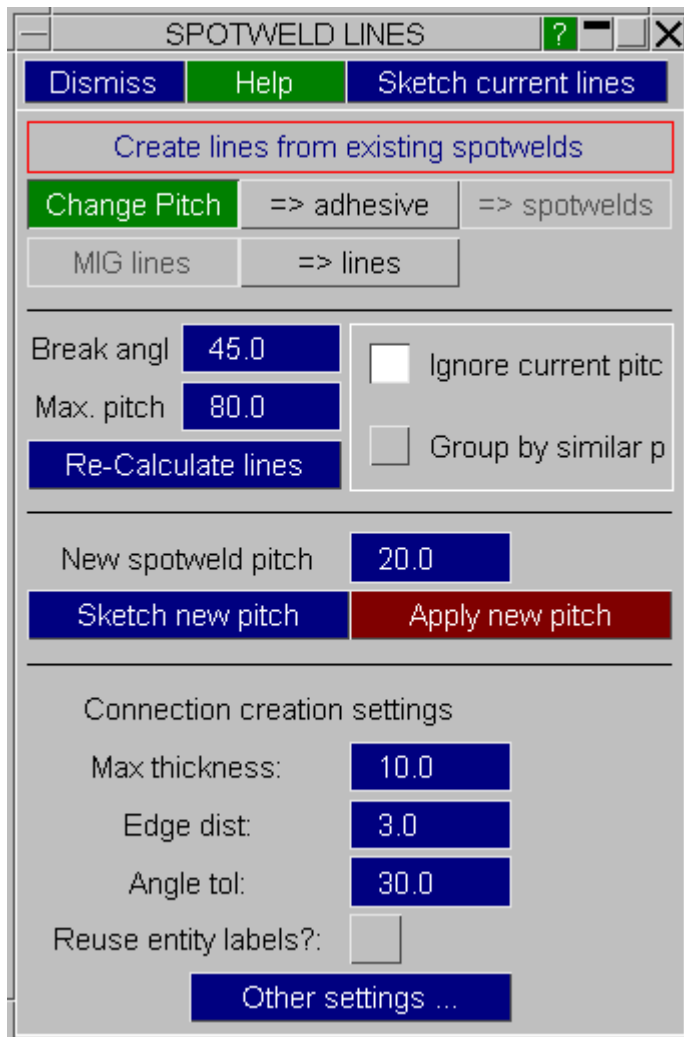 SPOTWELD LINES ?
Dismiss Help Sketch current lines
Create lines from existing spotwelds
Change Pitch => adhesive => spotwelds
MIG lines => lines
Break angl 45.0
Ignore current pitc
Max. pitch 80.0
Group by similar p
Re-Calculate lines
New spotweld pitch 20.0
Sketch new pitch Apply new pitch
Connection creation settings
Max thickness: 10.0
Edge dist: 3.0
Angle tol: 30.0
Reuse entity labels?:
Other settings ...